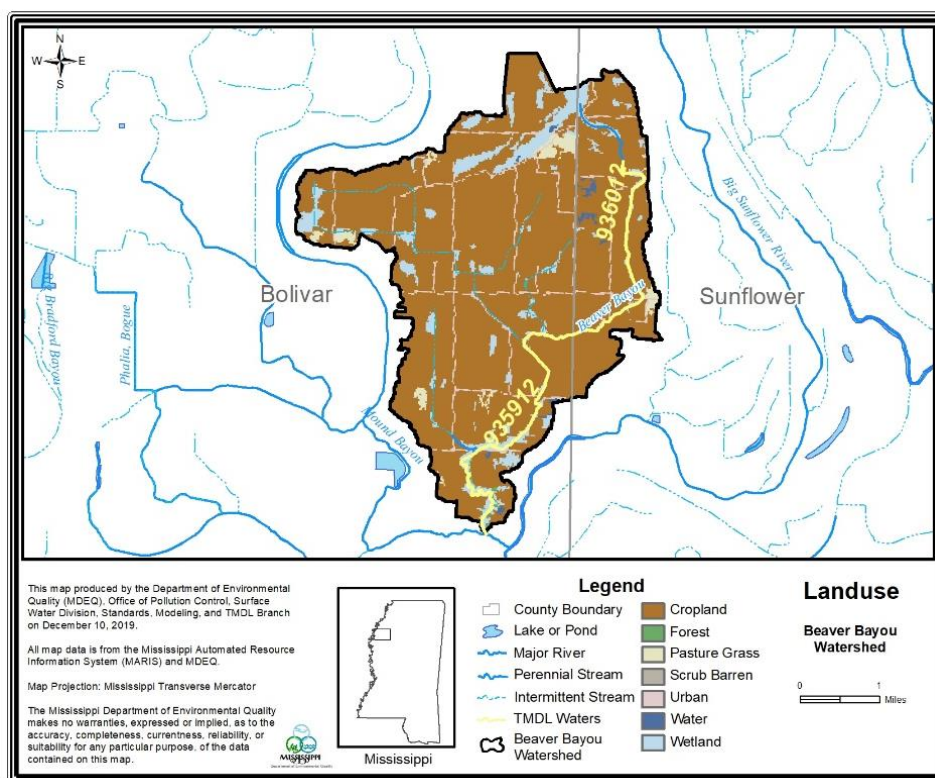 N
W E
S
936012
Big Sunflower River
Bolivar
Sunflower
Beaver Bayou
Bradford Bayou
Phalia, Bogue
935912
Mound Bayou
This map produced by the Department of Environmental
Quality (MDEQ), Office of Pollution Control, Surface
Water Division, Standards, Modeling, and TMDL Branch
on December 10, 2019.
All map data is from the Mississippi Automated Resource
Information System (MARIS) and MDEQ.
Map Projection: Mississippi Transverse Mercator
The Mississippi Department of Environmental Quality
makes no warranties, expressed or implied, as to the
accuracy, completeness, currentness, reliability, or
suitability for any particular purpose, of the data
contained on this map.
MISSISSIPPI
Mississippi
Legend
County Boundary
Lake or Pond
Major River
Perennial Stream
Intermittent Stream
TMDL Waters
Beaver Bayou
Watershed
Cropland
Forest
Pasture Grass
Scrub Barren
Urban
Water
Wetland
Landuse
Beaver Bayou
Watershed
0 1
Miles